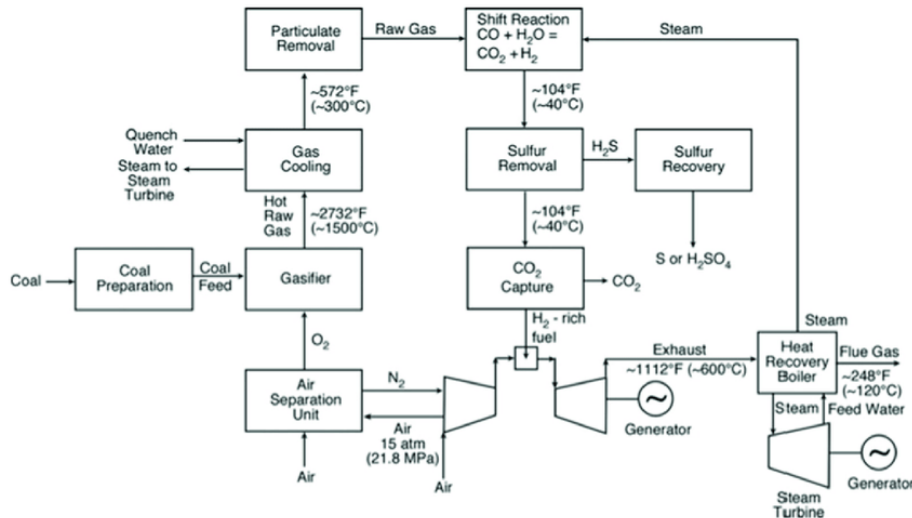 Particulate
Removal
Raw Gas
Shift Reaction
CO + H₂O =
CO₂ + H₂
Steam
~572°F
(~300°C)
~104°F
(~40°C)
Quench
Water
Steam to
Steam
Turbine
Gas
Cooling
Sulfur
Removal
H₂S
Sulfur
Recovery
Hot
Raw
Gas
~2732°F
(~1500°C)
~104°F
(~40°C)
S or H₂SO₄
Coal
Coal
Preparation
Coal
Feed
Gasifier
CO₂
Capture
CO₂
O₂
H₂ - rich
fuel
Steam
Air
Separation
Unit
N₂
Air
15 atm
(21.8 MPa)
Air
Air
Exhaust
~1112°F (~600°C)
Generator
Heat
Recovery
Boiler
Flue Gas
~248°F
(~120°C)
Steam
Feed Water
~
~
Steam
Turbine
Generator